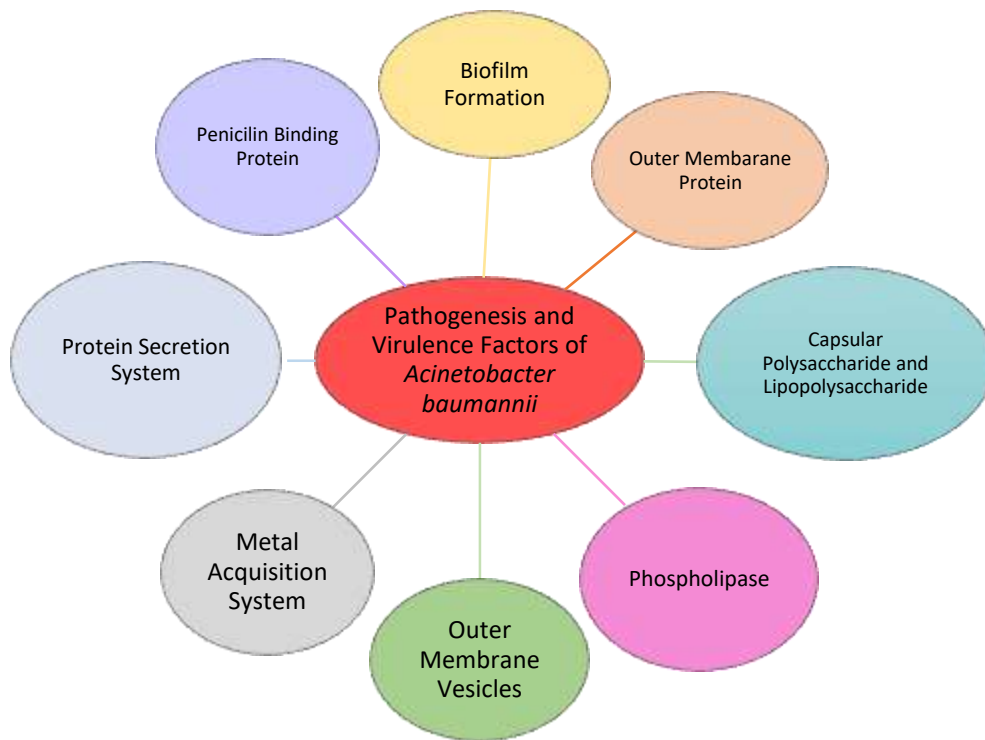 Biofilm
Formation
Penicilin Binding
Protein
Outer Membarane
Protein
Pathogenesis and
Virulence Factors of
Acinetobacter
baumannii
Protein Secretion
System
Capsular
Polysaccharide and
Lipopolysaccharide
Metal
Acquisition
System
Phospholipase
Outer
Membrane
Vesicles